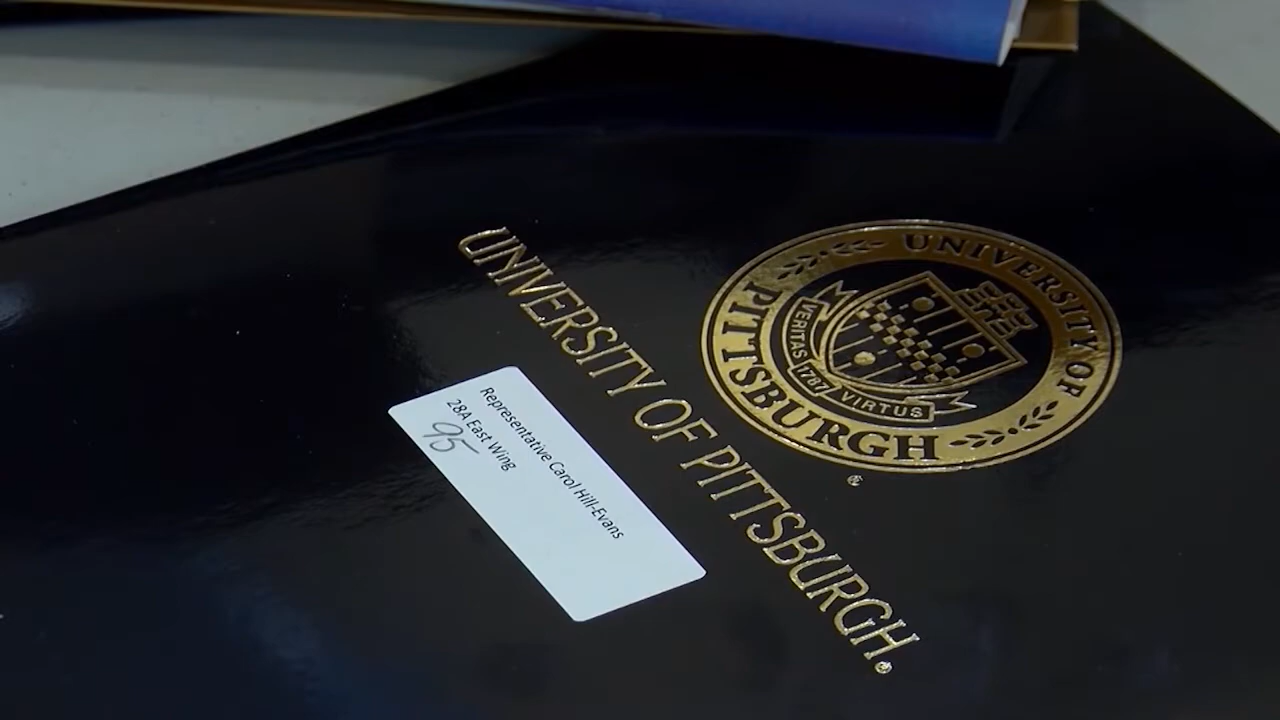 UNIVERSITY OF
PITTSBURGH
VERITAS
1787
VIRTUS
®
UNIVERSITY OF PITTSBURGH®
Representative Carol Hill-Evans
28A East Wing
95